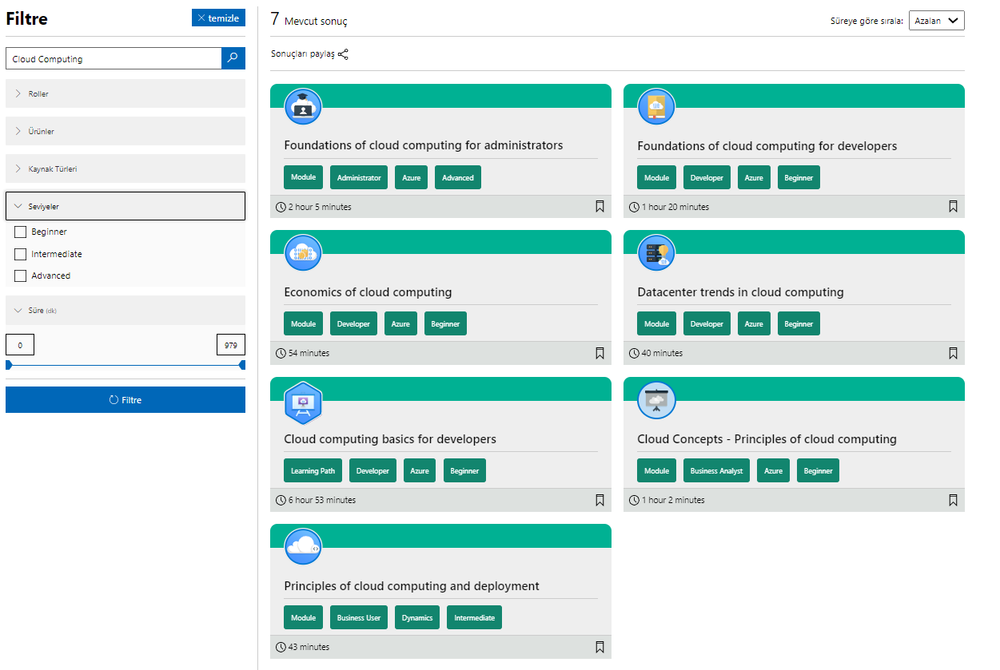 Filtre
temizle
Cloud Computing
Roller
Ürünler
Kaynak Türleri
Seviyeler
Beginner
Intermediate
Advanced
Süre (dk)
0
979
Filtre
7 Mevcut sonuç
Süreye göre sırala: Azalan
Sonuçları paylaş
Foundations of cloud computing for administrators
Module Administrator Azure Advanced
2 hour 5 minutes
Foundations of cloud computing for developers
Module Developer Azure Beginner
1 hour 20 minutes
Economics of cloud computing
Module Developer Azure Beginner
54 minutes
Datacenter trends in cloud computing
Module Developer Azure Beginner
40 minutes
Cloud computing basics for developers
Learning Path Developer Azure Beginner
6 hour 53 minutes
Cloud Concepts - Principles of cloud computing
Module Business Analyst Azure Beginner
1 hour 2 minutes
Principles of cloud computing and deployment
Module Business User Dynamics Intermediate
43 minutes